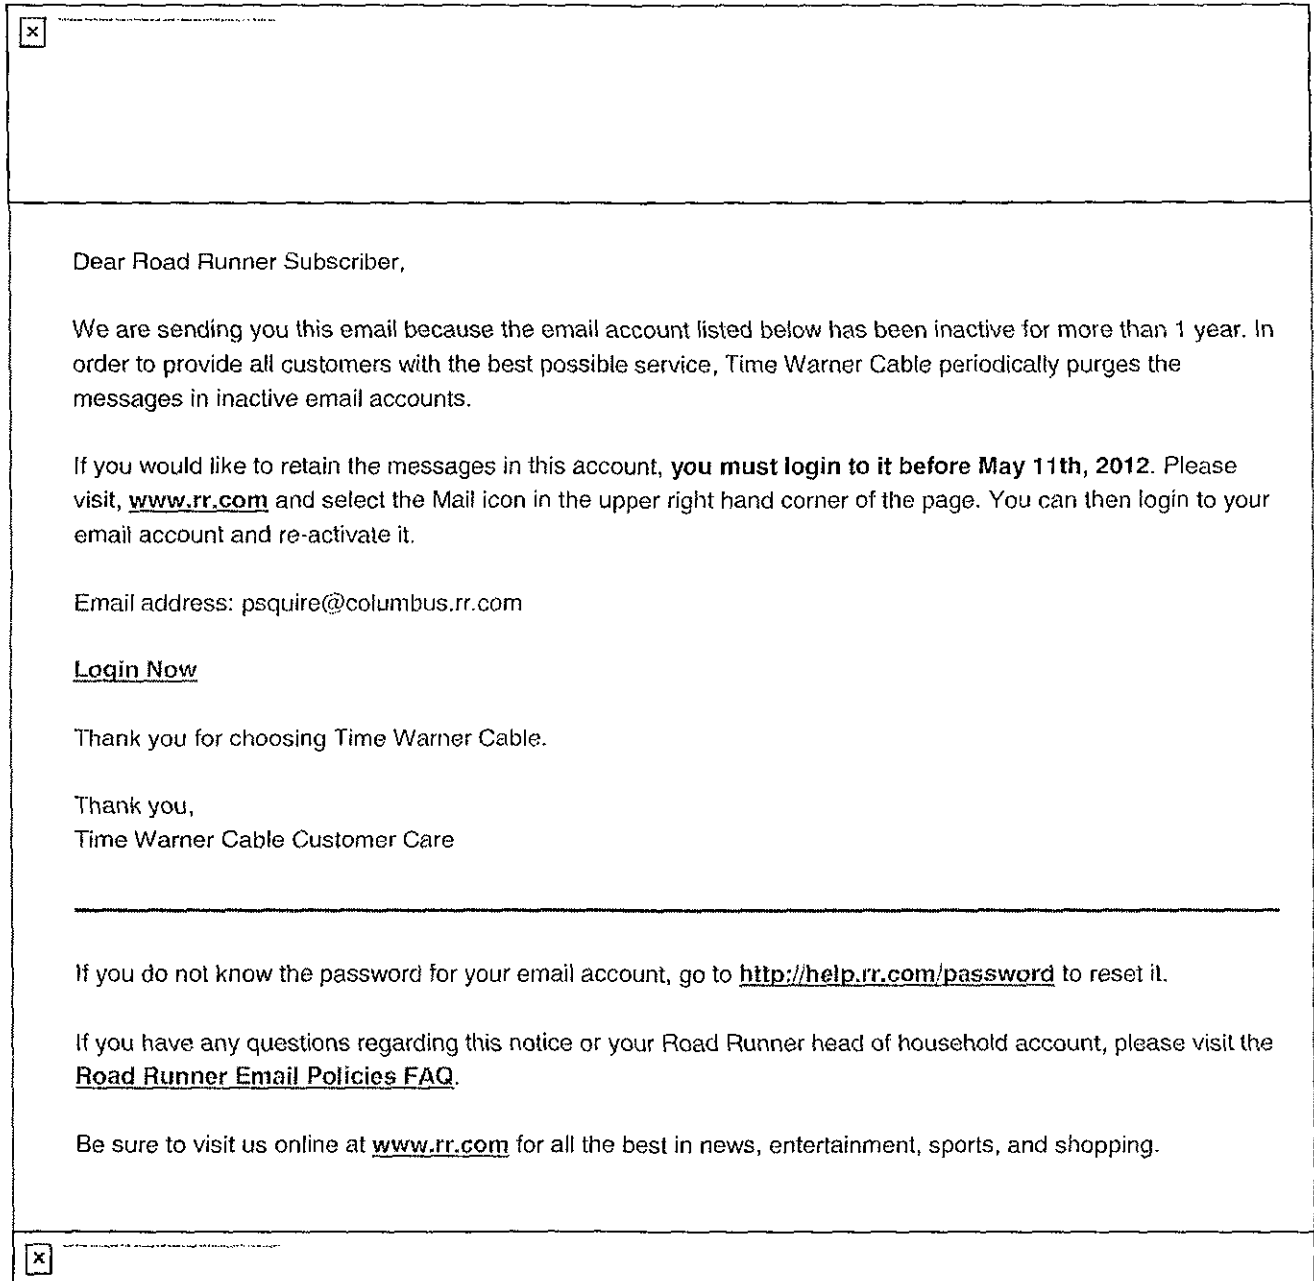 Dear Road Runner Subscriber,
We are sending you this email because the email account listed below has been inactive for more than 1 year. In
order to provide all customers with the best possible service, Time Warner Cable periodically purges the
messages in inactive email accounts.
If you would like to retain the messages in this account, you must login to it before May 11th, 2012. Please
visit, www.rr.com and select the Mail icon in the upper right hand corner of the page. You can then login to your
email account and re-activate it.
Email address: psquire@columbus.rr.com
Login Now
Thank you for choosing Time Warner Cable.
Thank you,
Time Warner Cable Customer Care
If you do not know the password for your email account, go to http://help.rr.com/password to reset it.
If you have any questions regarding this notice or your Road Runner head of household account, please visit the
Road Runner Email Policies FAQ.
Be sure to visit us online at www.rr.com for all the best in news, entertainment, sports, and shopping.